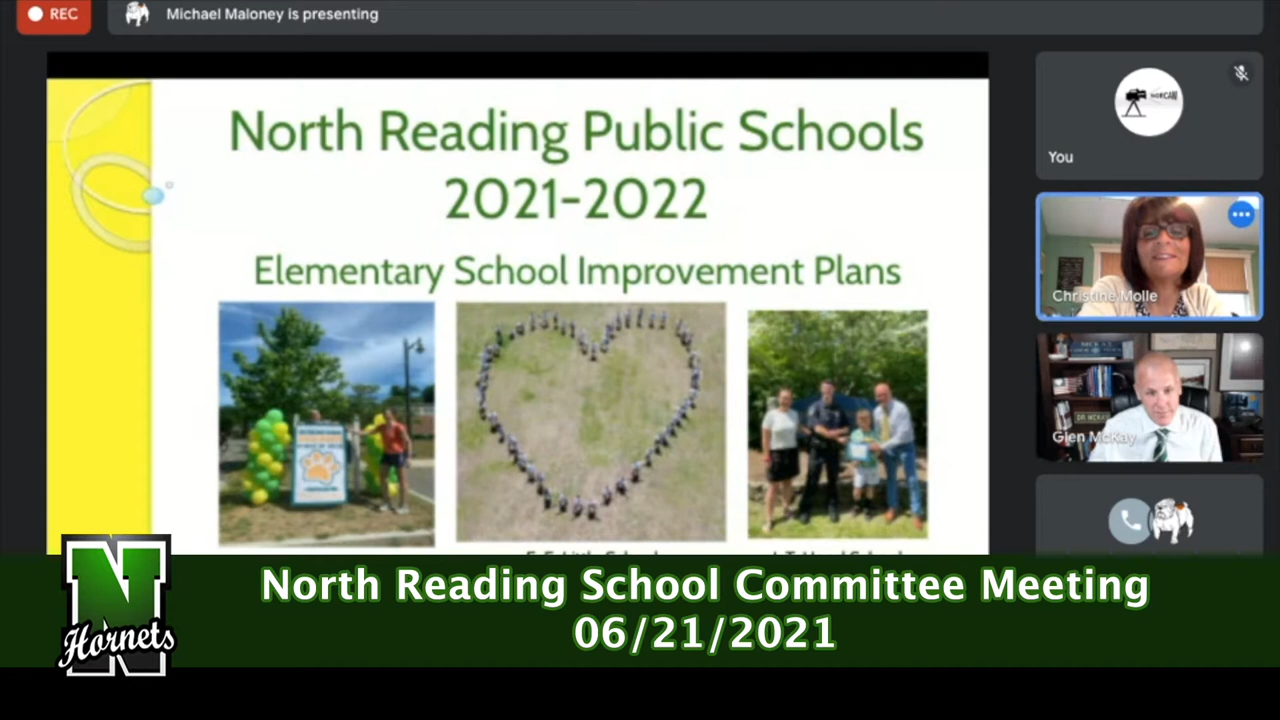 REC
Michael Maloney is presenting
North Reading Public Schools
2021-2022
Elementary School Improvement Plans
NORCAM
You
Christine Molle
Glen McKay
North Reading School Committee Meeting
06/21/2021
N
Hornets